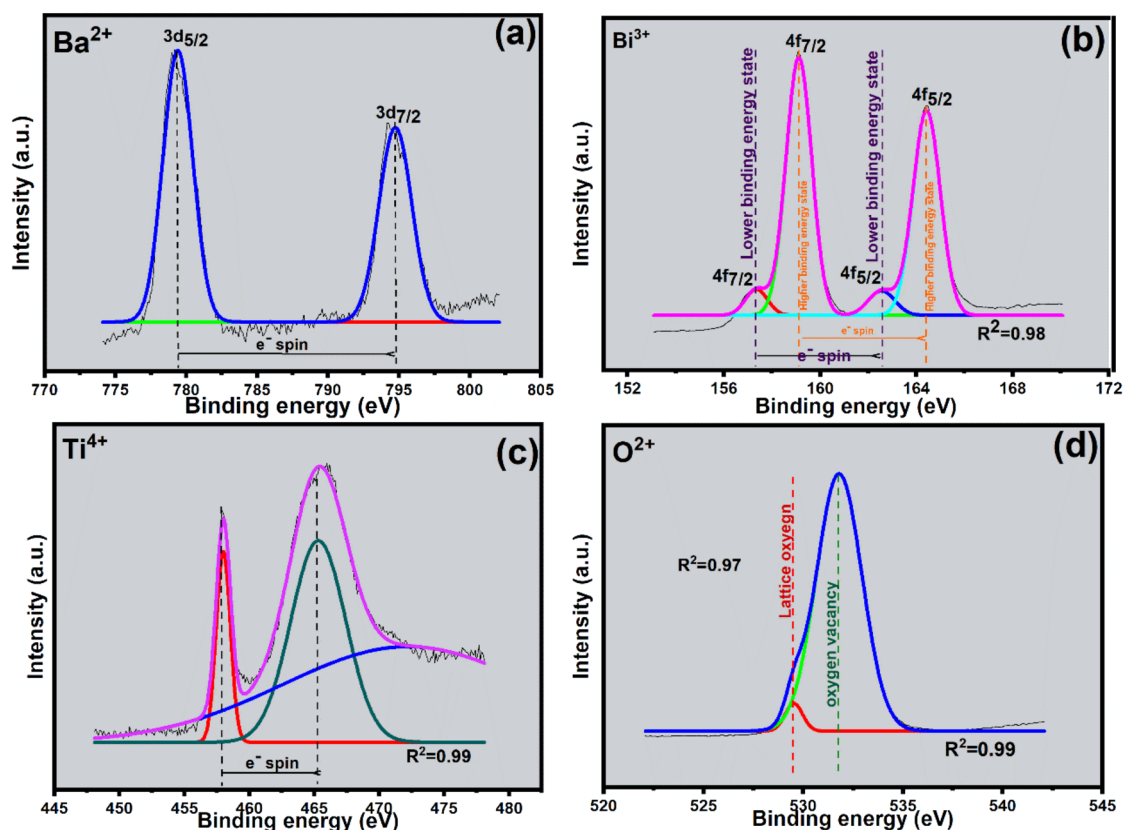 Ba²⁺
3d₅/₂
(a)
3d₇/₂
e⁻ spin
Intensity (a.u.)
770 775 780 785 790 795 800 805
Binding energy (eV)
Bi³⁺
(b)
Lower binding energy state
4f₇/₂
Lower binding energy state
4f₅/₂
Higher binding energy state
Higher binding energy state
4f₇/₂
4f₅/₂
R²=0.98
e⁻ spin
e⁻ spin
Intensity (a.u.)
152 156 160 164 168 172
Binding energy (eV)
Ti⁴⁺
(c)
R²=0.99
e⁻ spin
Intensity (a.u.)
445 450 455 460 465 470 475 480
Binding energy (eV)
O²⁺
(d)
Lattice oxyegn
R²=0.97
oxygen vacancy
R²=0.99
Intensity (a.u.)
520 525 530 535 540 545
Binding energy (eV)